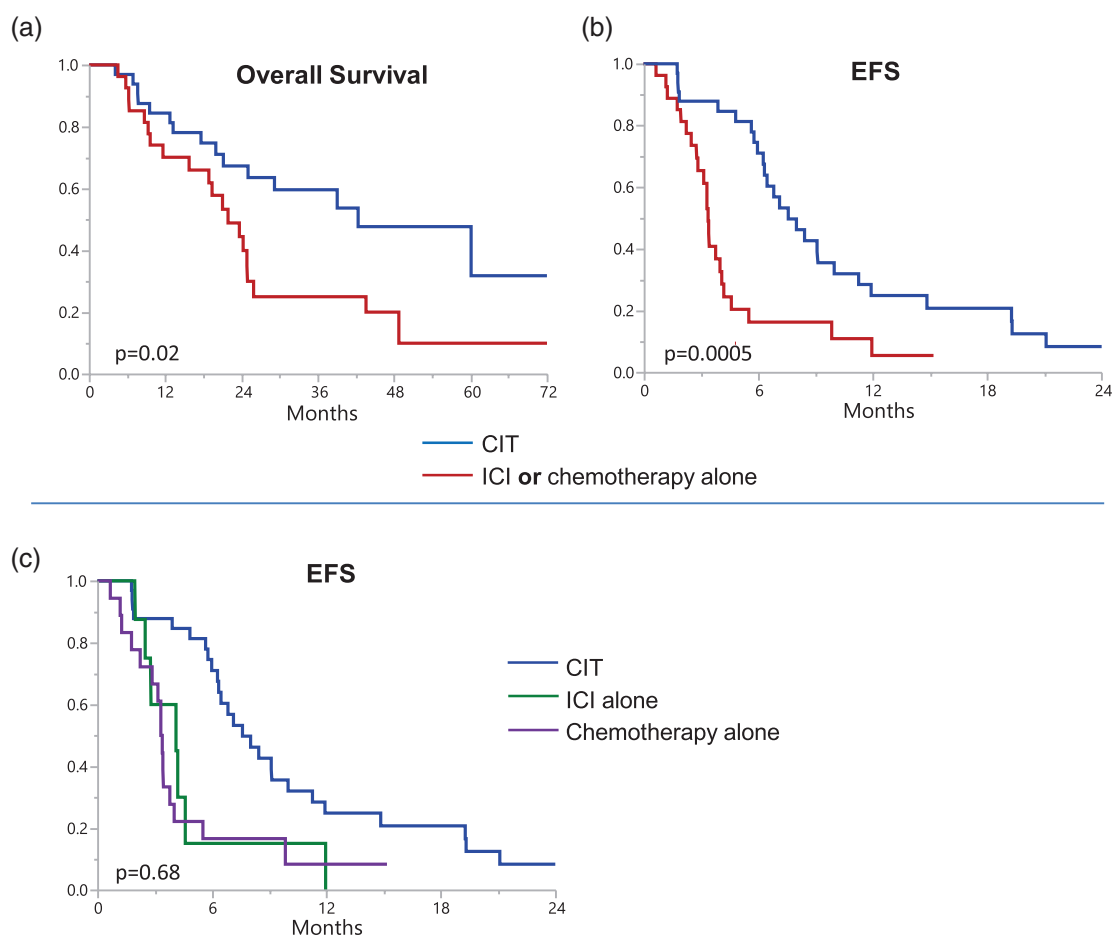 (a)
Overall Survival
1.0
0.8
0.6
0.4
0.2
0.0
p=0.02
0 12 24 36 48 60 72
Months
(b)
EFS
1.0
0.8
0.6
0.4
0.2
0.0
p=0.0005
0 6 12 18 24
Months
CIT
ICI or chemotherapy alone
(c)
EFS
1.0
0.8
0.6
0.4
0.2
0.0
p=0.68
0 6 12 18 24
Months
CIT
ICI alone
Chemotherapy alone